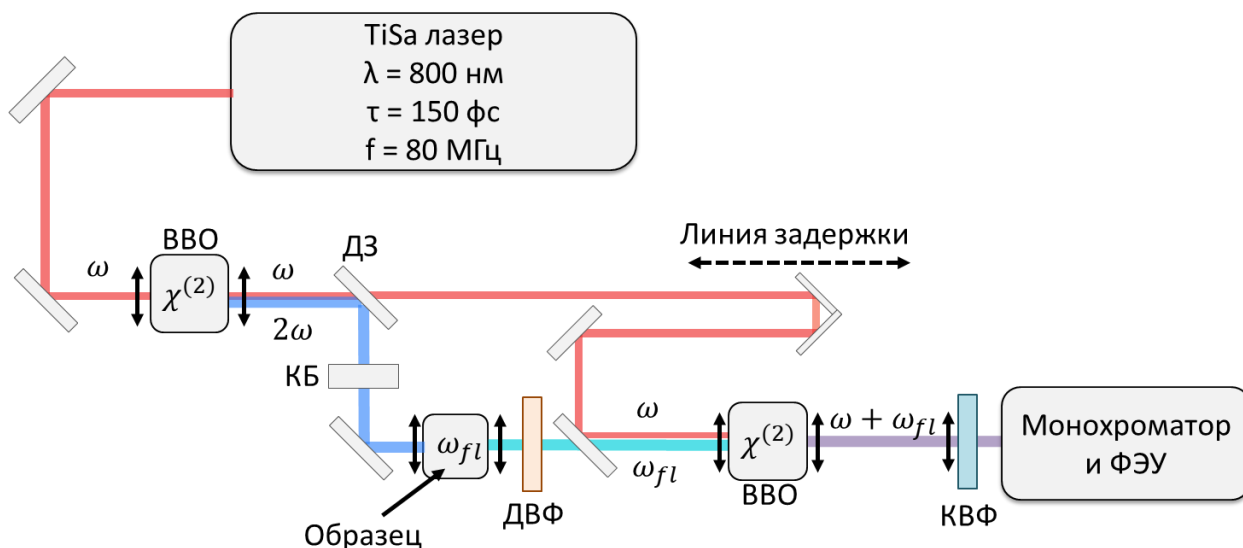 TiSa лазер
λ = 800 нм
τ = 150 фс
f = 80 МГц
BBO
ДЗ
Линия задержки
ω
χ(2)
ω
2ω
КБ
ω
ω + ωfl
Монохроматор
и ФЭУ
ωfl
χ(2)
ωfl
BBO
Образец
ДВФ
КВФ